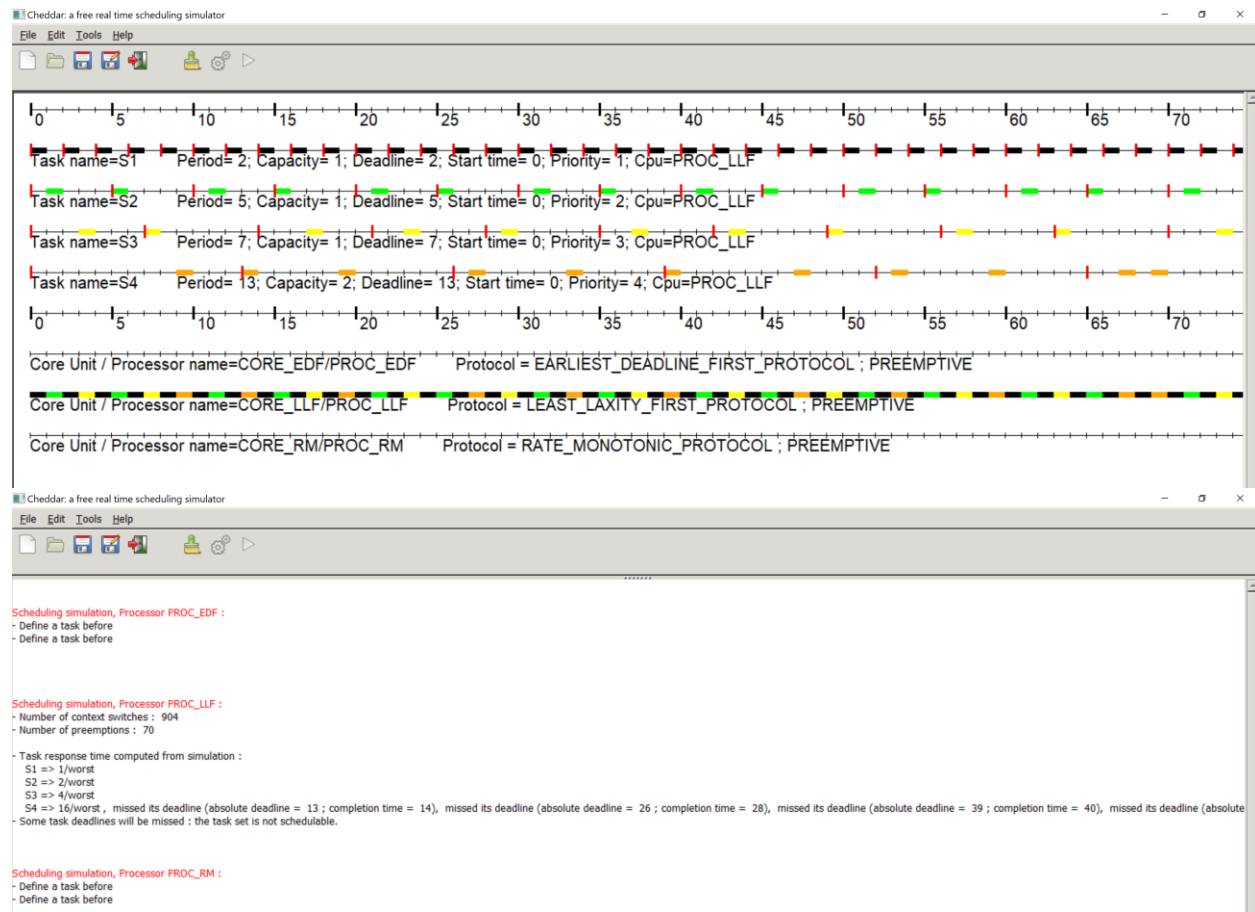 Cheddar: a free real time scheduling simulator
File Edit Tools Help
0 5 10 15 20 25 30 35 40 45 50 55 60 65 70
Task name=S1 Period= 2; Capacity= 1; Deadline= 2; Start time= 0; Priority= 1; Cpu=PROC_LLF
Task name=S2 Period= 5; Capacity= 1; Deadline= 5; Start time= 0; Priority= 2; Cpu=PROC_LLF
Task name=S3 Period= 7; Capacity= 1; Deadline= 7; Start time= 0; Priority= 3; Cpu=PROC_LLF
Task name=S4 Period= 13; Capacity= 2; Deadline= 13; Start time= 0; Priority= 4; Cpu=PROC_LLF
0 5 10 15 20 25 30 35 40 45 50 55 60 65 70
Core Unit / Processor name=CORE_EDF/PROC_EDF Protocol = EARLIEST_DEADLINE_FIRST_PROTOCOL ; PREEMPTIVE
Core Unit / Processor name=CORE_LLF/PROC_LLF Protocol = LEAST_LAXITY_FIRST_PROTOCOL ; PREEMPTIVE
Core Unit / Processor name=CORE_RM/PROC_RM Protocol = RATE_MONOTONIC_PROTOCOL ; PREEMPTIVE
Cheddar: a free real time scheduling simulator
File Edit Tools Help
Scheduling simulation, Processor PROC_EDF :
- Define a task before
- Define a task before
Scheduling simulation, Processor PROC_LLF :
- Number of context switches : 904
- Number of preemptions : 70
- Task response time computed from simulation :
S1 => 1/worst
S2 => 2/worst
S3 => 4/worst
S4 => 16/worst , missed its deadline (absolute deadline = 13 ; completion time = 14), missed its deadline (absolute deadline = 26 ; completion time = 28), missed its deadline (absolute deadline = 39 ; completion time = 40), missed its deadline (absolute
- Some task deadlines will be missed : the task set is not schedulable.
Scheduling simulation, Processor PROC_RM :
- Define a task before
- Define a task before